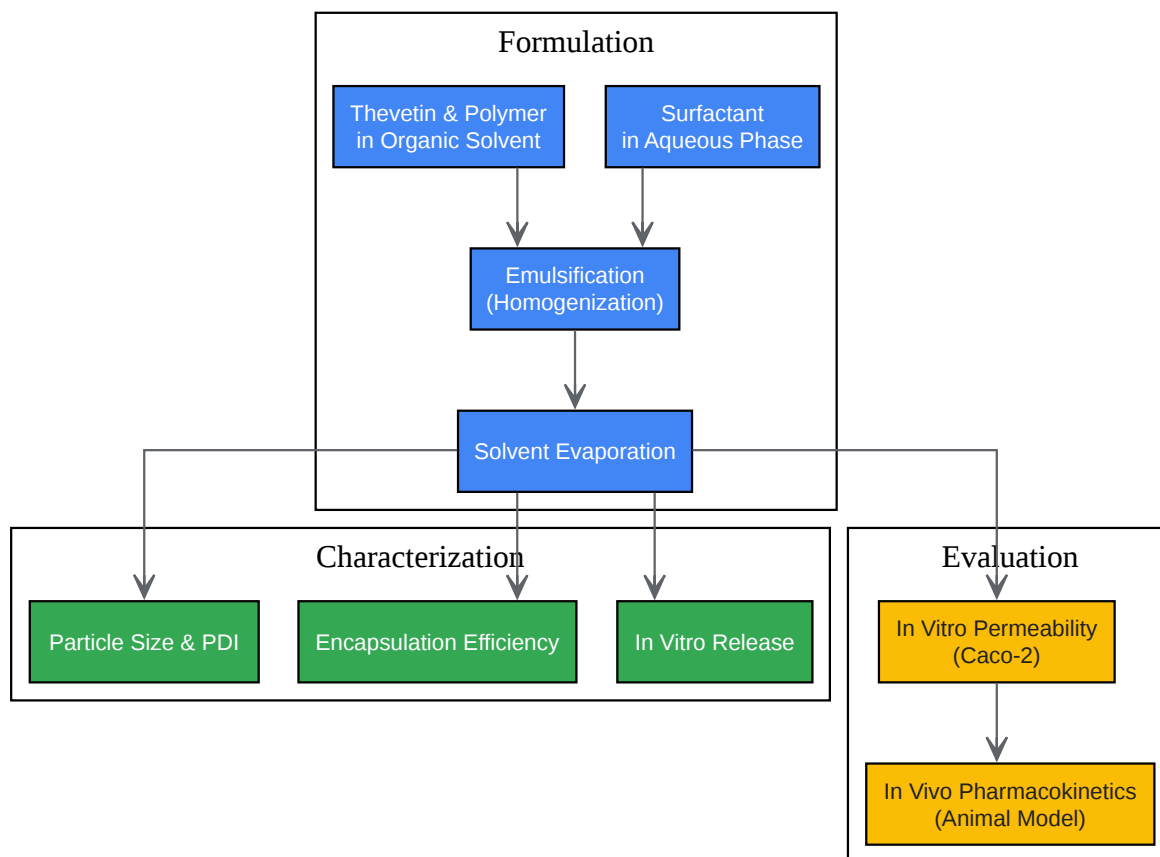 Formulation
Thevetin & Polymer
in Organic Solvent
Surfactant
in Aqueous Phase
Emulsification
(Homogenization)
Solvent Evaporation
Characterization
Particle Size & PDI
Encapsulation Efficiency
In Vitro Release
Evaluation
In Vitro Permeability
(Caco-2)
In Vivo Pharmacokinetics
(Animal Model)